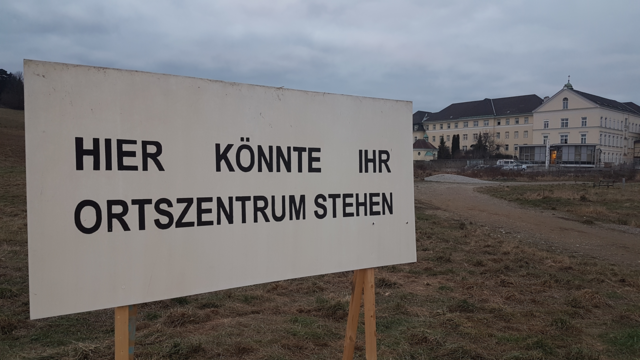 HIER KÖNNTE IHR
ORTSZENTRUM STEHEN